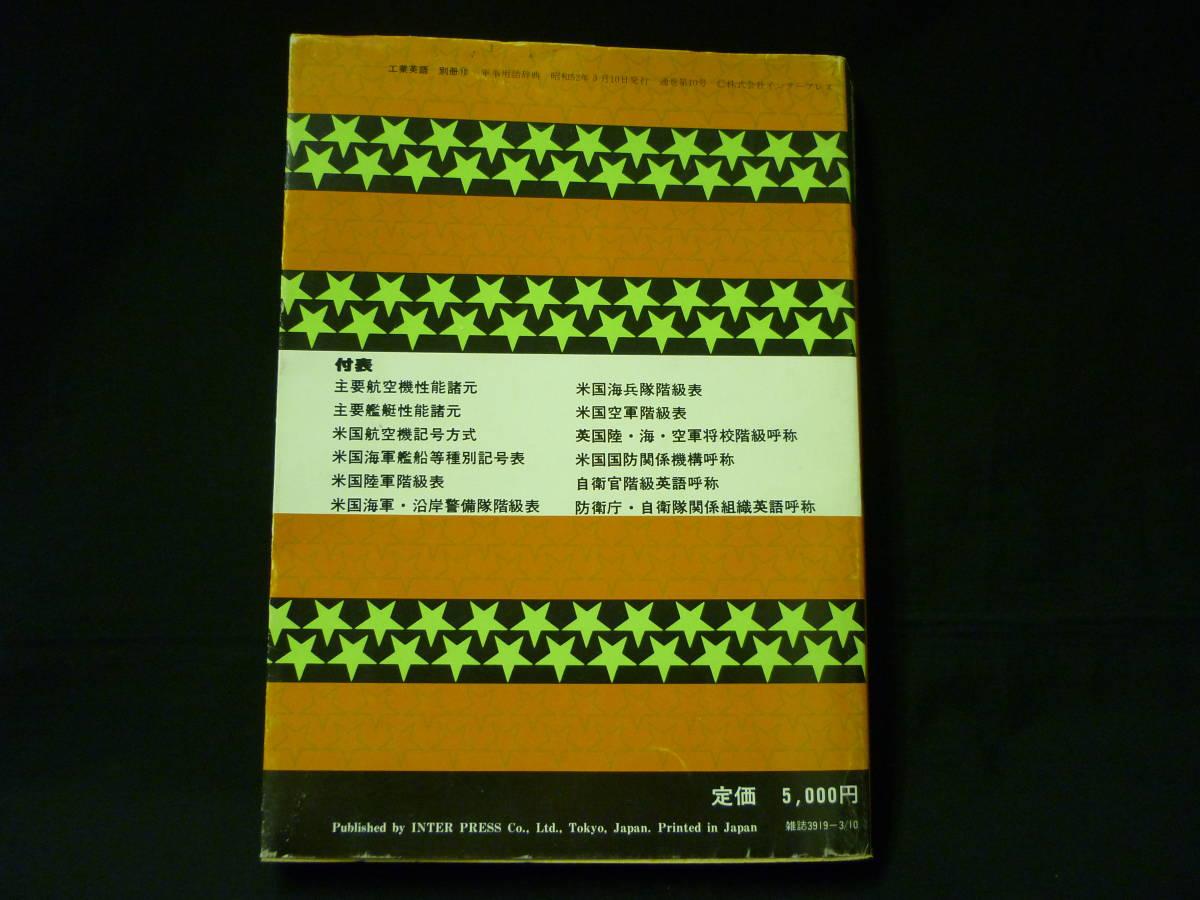 工業英語 別冊⑩ 軍事用語辞典 昭和52年3月10日発行 通巻第10号 ©株式会社インタープレス
付表
主要航空機性能諸元
主要艦艇性能諸元
米国航空機記号方式
米国海軍艦船等種別記号表
米国陸軍階級表
米国海軍・沿岸警備隊階級表
米国海兵隊階級表
米国空軍階級表
英国陸・海・空軍将校階級呼称
米国国防関係機構呼称
自衛官階級英語呼称
防衛庁・自衛隊関係組織英語呼称
定価 5,000円
Published by INTER PRESS Co., Ltd., Tokyo, Japan. Printed in Japan 雑誌3919-3/10